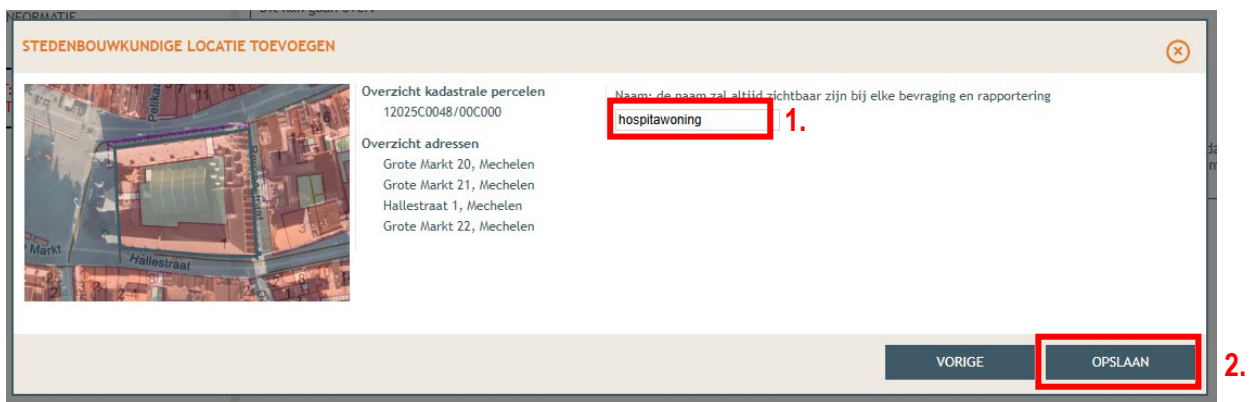 STEDENBOUWKUNDIGE LOCATIE TOEVOEGEN
Overzicht kadastrale percelen
12025C0048/00C000
Overzicht adressen
Grote Markt 20, Mechelen
Grote Markt 21, Mechelen
Hallestraat 1, Mechelen
Grote Markt 22, Mechelen
Naam: de naam zal altijd zichtbaar zijn bij elke bevraging en rapportering
hospitawoning
1.
Markt
Hallestraat
VORIGE
OPSLAAN
2.